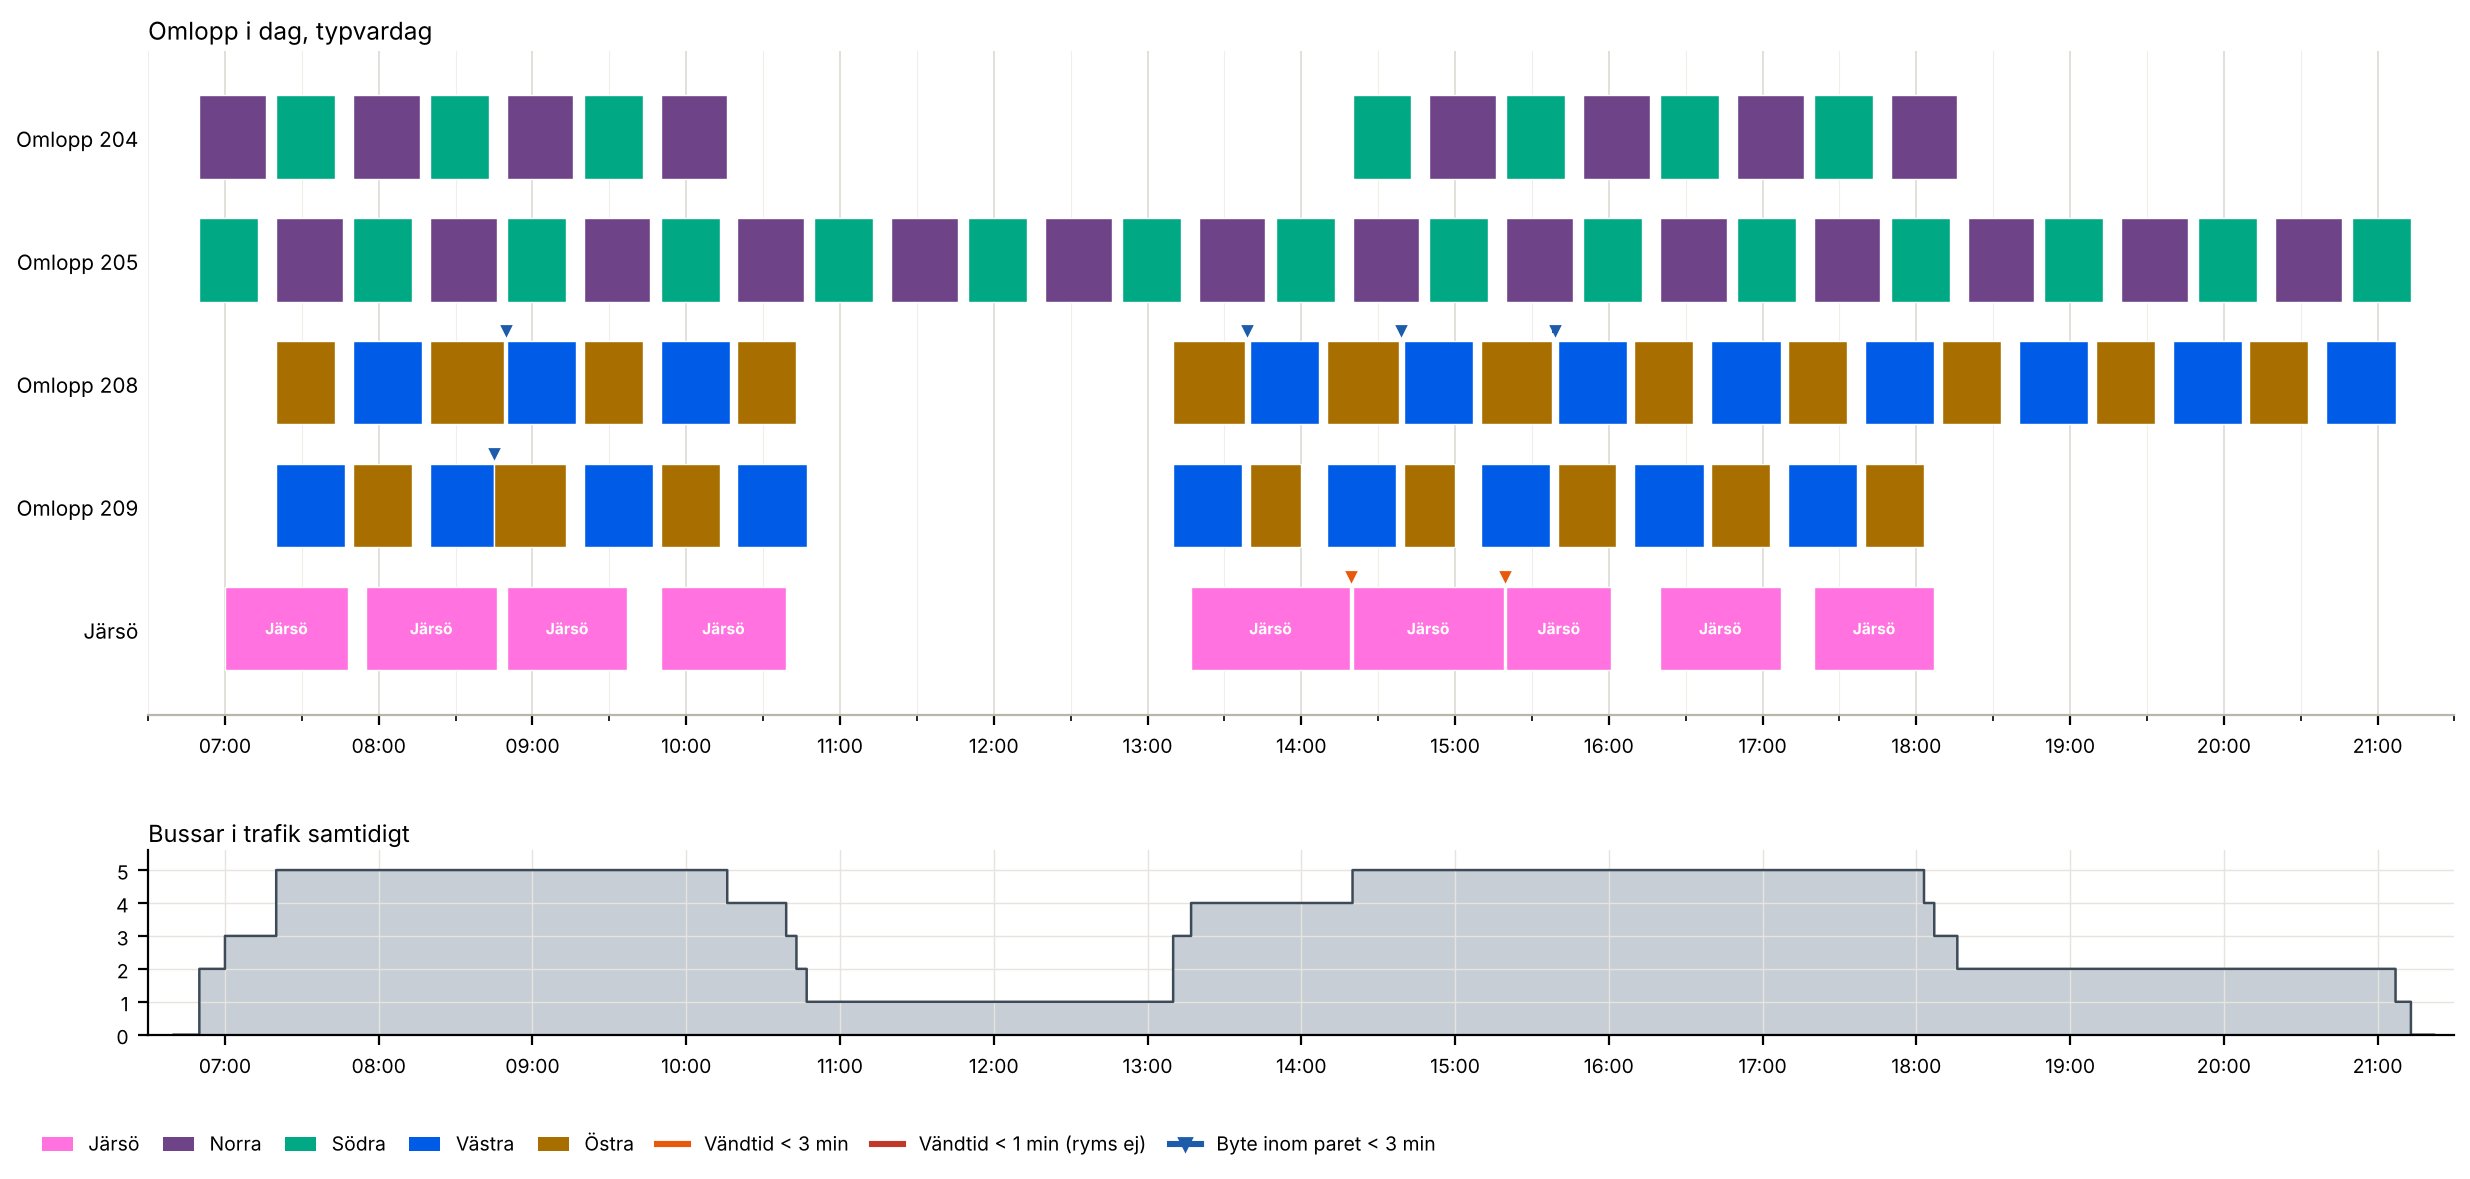 Omlopp i dag, typvardag
Omlopp 204
Omlopp 205
Omlopp 208
Omlopp 209
Järsö
Järsö Järsö Järsö Järsö Järsö Järsö Järsö Järsö Järsö
07:00 08:00 09:00 10:00 11:00 12:00 13:00 14:00 15:00 16:00 17:00 18:00 19:00 20:00 21:00
Bussar i trafik samtidigt
5
4
3
2
1
0
07:00 08:00 09:00 10:00 11:00 12:00 13:00 14:00 15:00 16:00 17:00 18:00 19:00 20:00 21:00
Järsö Norra Södra Västra Östra Vändtid < 3 min Vändtid < 1 min (ryms ej) Byte inom paret < 3 min